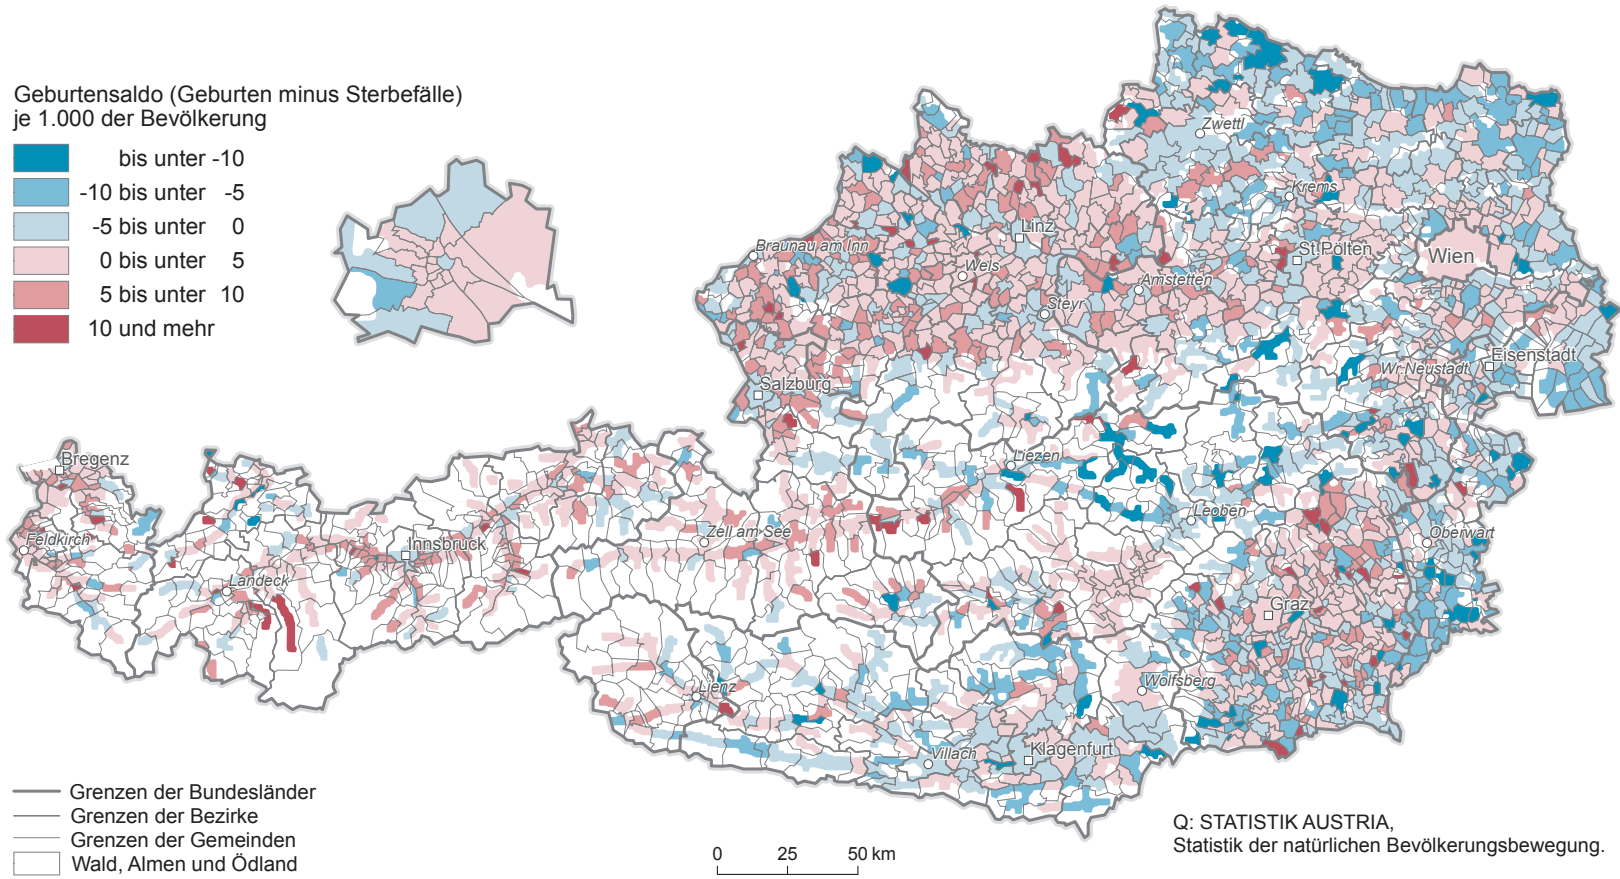 Geburtensaldo (Geburten minus Sterbefälle)
je 1.000 der Bevölkerung
bis unter -10
-10 bis unter -5
-5 bis unter 0
0 bis unter 5
5 bis unter 10
10 und mehr
Zwettl
Krems
Linz
Braunau am Inn
St.Pölten
Wien
Wels
Amstetten
Steyr
Eisenstadt
Wr.Neustadt
Salzburg
Bregenz
Liezen
Leoben
Feldkirch
Innsbruck
Zell am See
Oberwart
Landeck
Graz
Wolfsberg
Lienz
Villach
Klagenfurt
Grenzen der Bundesländer
Grenzen der Bezirke
Grenzen der Gemeinden
Wald, Almen und Ödland
0 25 50 km
Q: STATISTIK AUSTRIA,
Statistik der natürlichen Bevölkerungsbewegung.